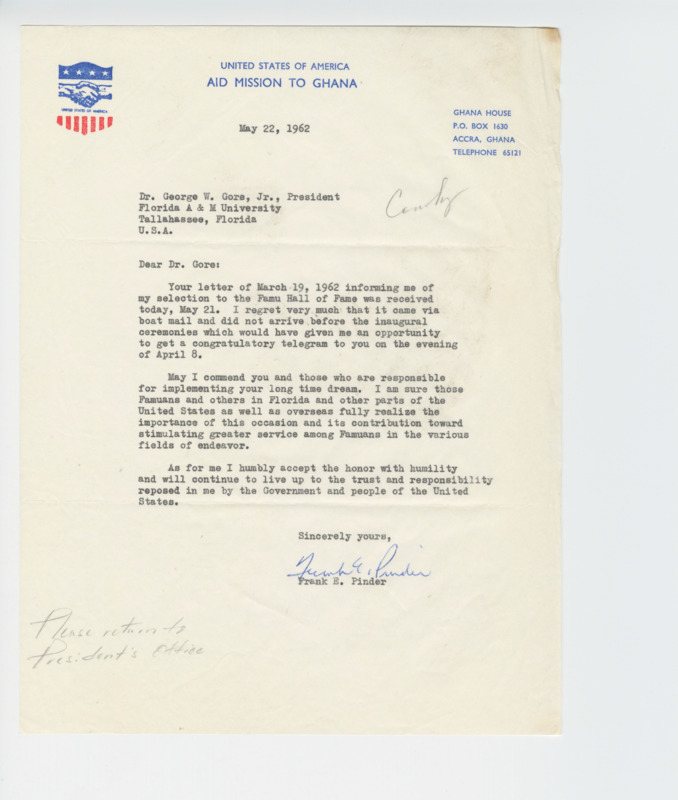 UNITED STATES OF AMERICA
AID MISSION TO GHANA
UNITED STATES OF AMERICA
May 22, 1962
GHANA HOUSE
P.O. BOX 1630
ACCRA, GHANA
TELEPHONE 65121
Dr. George W. Gore, Jr., President
Florida A & M University
Tallahassee, Florida
U.S.A.
Dear Dr. Gore:
Your letter of March 19, 1962 informing me of
my selection to the Famu Hall of Fame was received
today, May 21. I regret very much that it came via
boat mail and did not arrive before the inaugural
ceremonies which would have given me an opportunity
to get a congratulatory telegram to you on the evening
of April 8.
May I commend you and those who are responsible
for implementing your long time dream. I am sure those
Famuans and others in Florida and other parts of the
United States as well as overseas fully realize the
importance of this occasion and its contribution toward
stimulating greater service among Famuans in the various
fields of endeavor.
As for me I humbly accept the honor with humility
and will continue to live up to the trust and responsibility
reposed in me by the Government and people of the United
States.
Sincerely yours,
Frank E. Pinder
Frank E. Pinder
Please return to
President's Office